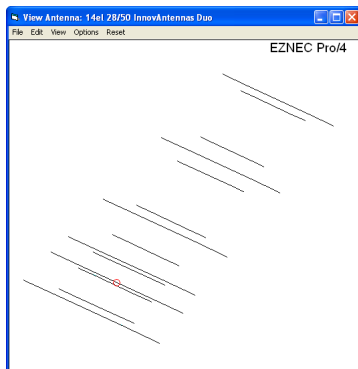 View Antenna: 14el 28/50 InnovAntennas Duo
File Edit View Options Reset
EZNEC Pro/4